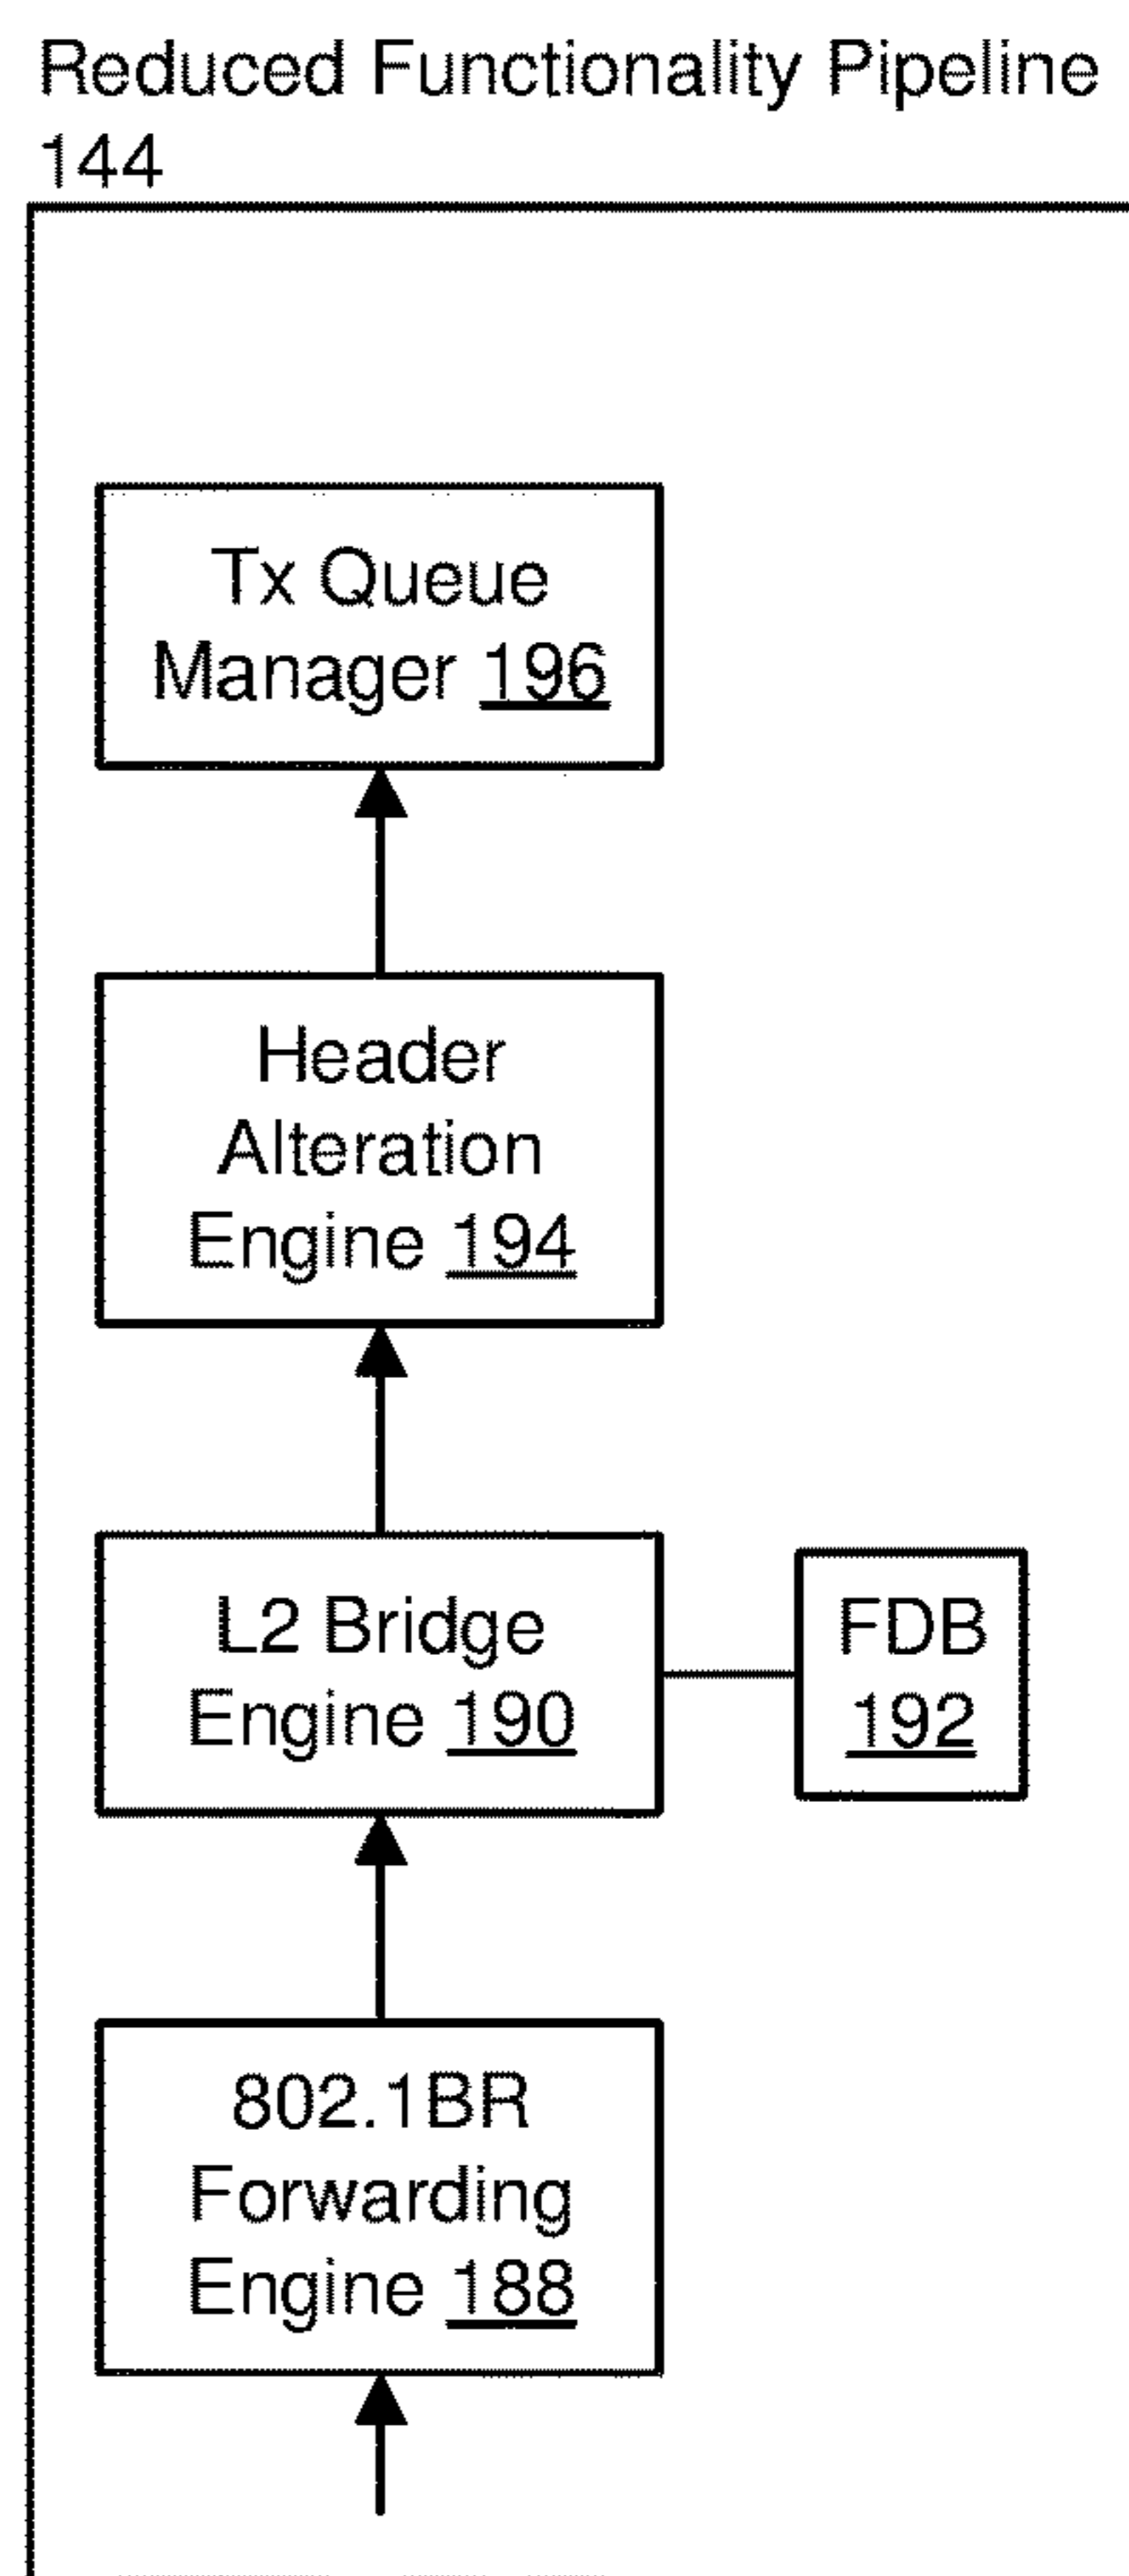 Reduced Functionality Pipeline
144
Tx Queue
Manager 196
Header
Alteration
Engine 194
L2 Bridge
Engine 190
FDB
192
802.1BR
Forwarding
Engine 188